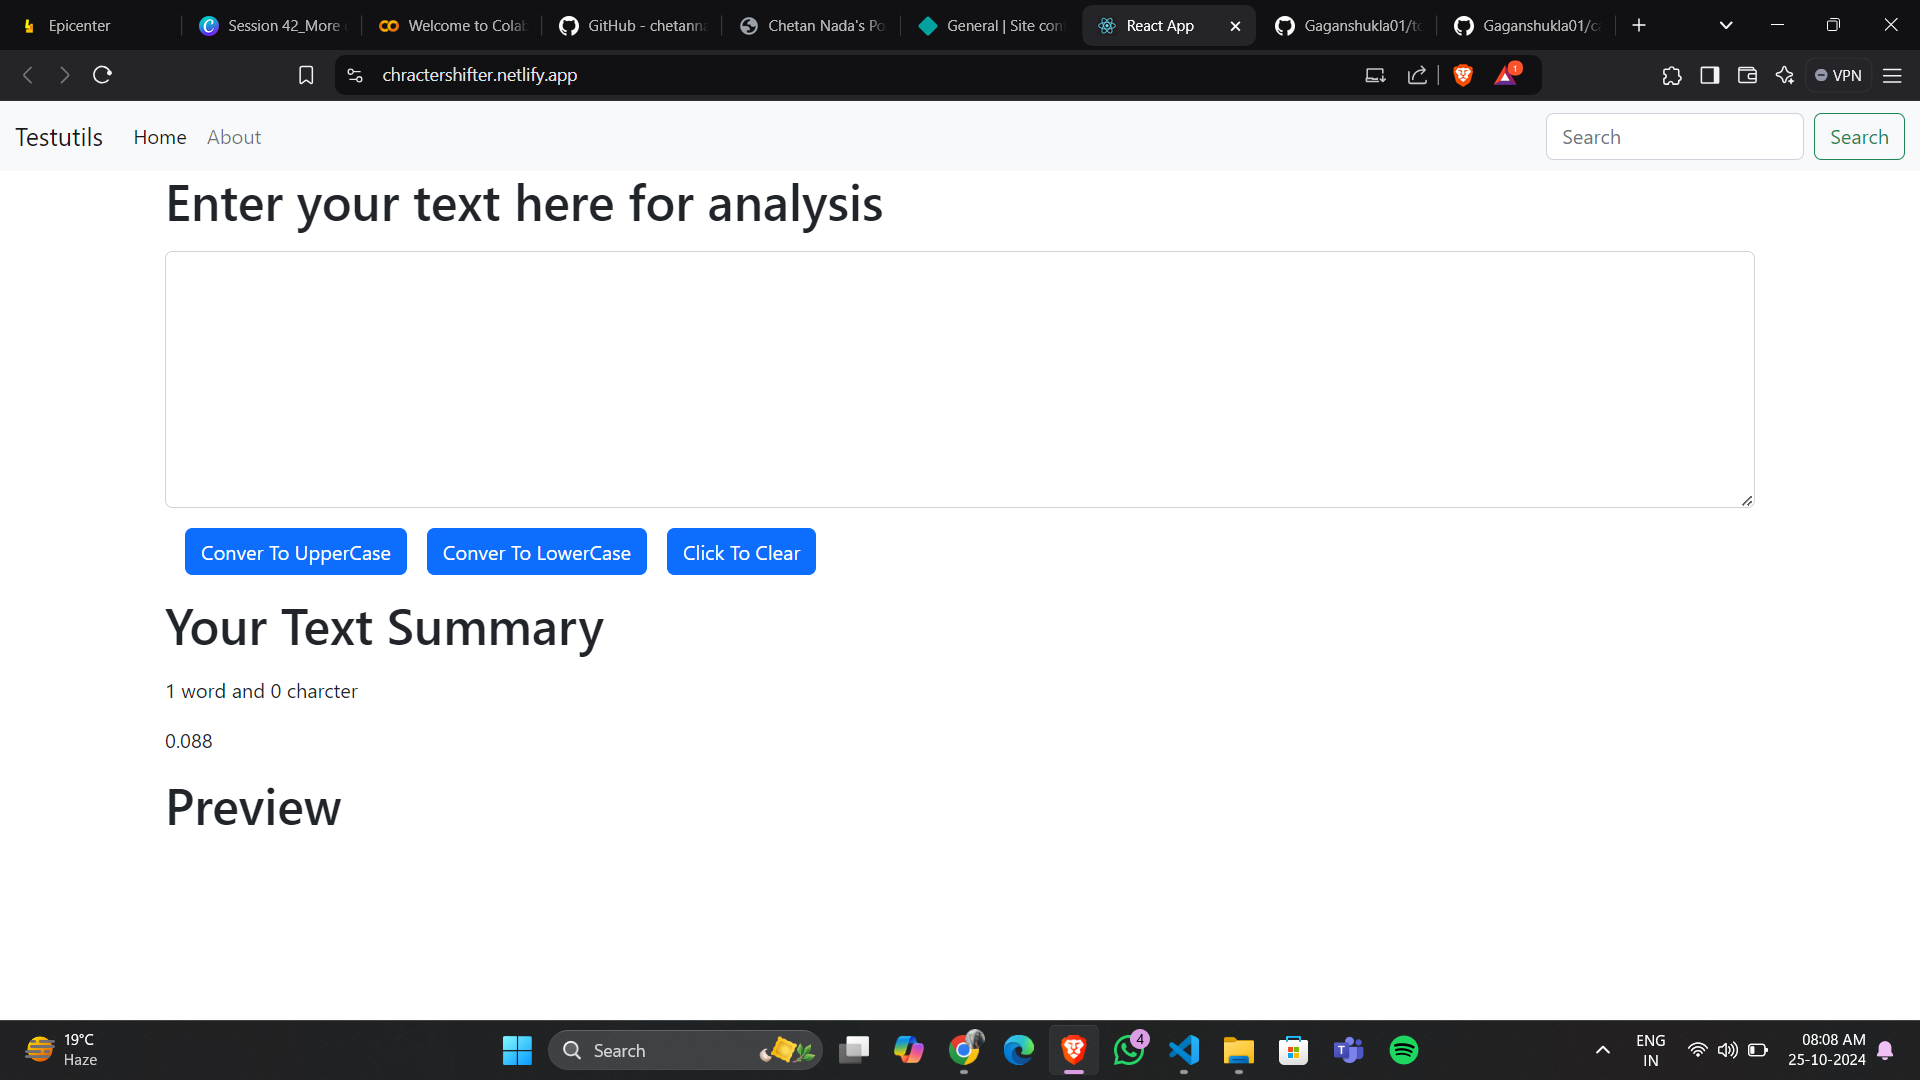 Epicenter
Session 42_More
Welcome to Colab
GitHub - chetanna
Chetan Nada's Po
General | Site con
React App
Gaganshukla01/to
Gaganshukla01/ca
chractershifter.netlify.app
1
VPN
Testutils
Home
About
Search
Search
Enter your text here for analysis
Conver To UpperCase
Conver To LowerCase
Click To Clear
Your Text Summary
1 word and 0 charcter
0.088
Preview
19°C
Haze
Search
4
ENG
IN
08:08 AM
25-10-2024